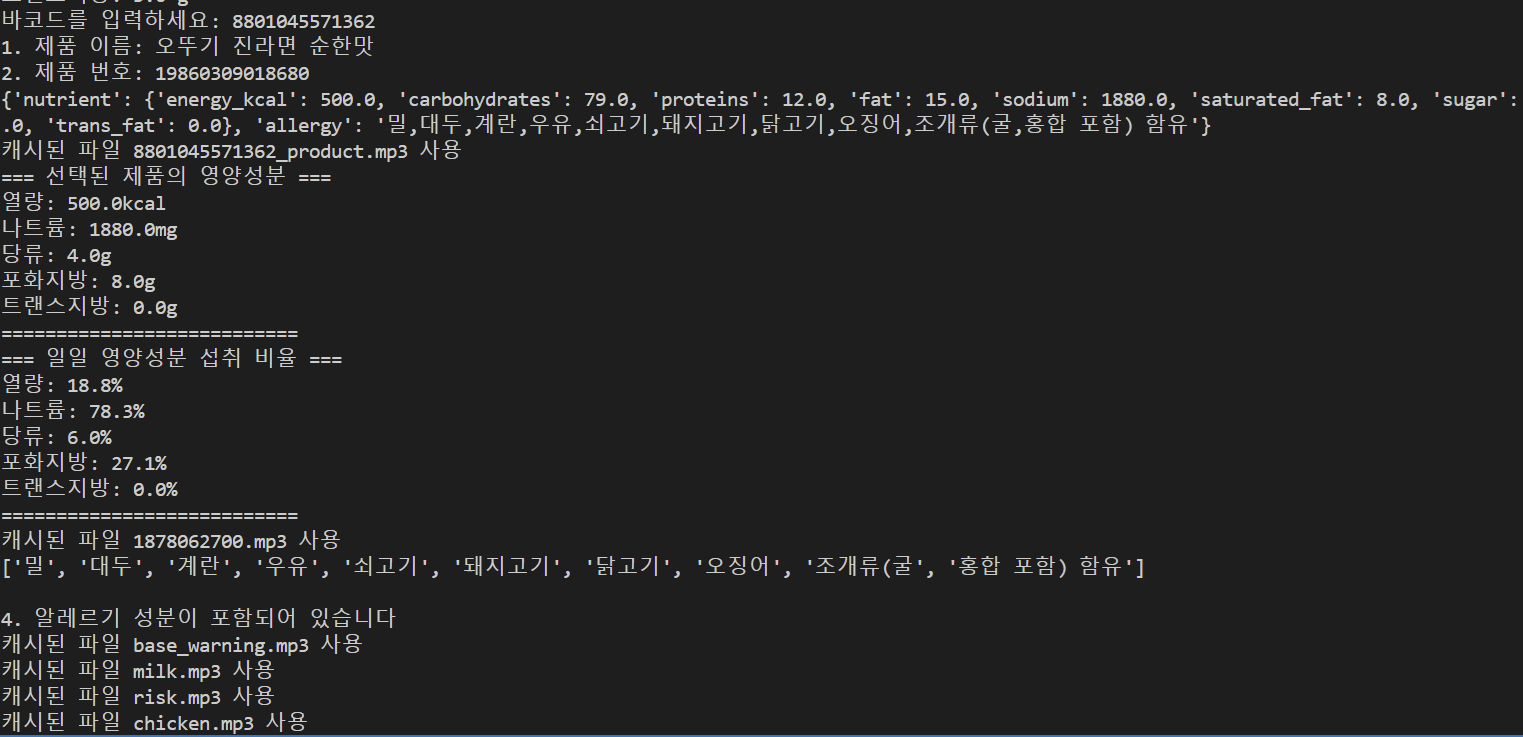 바코드를 입력하세요: 8801045571362
1. 제품 이름: 오뚜기 진라면 순한맛
2. 제품 번호: 19860309018680
{'nutrient': {'energy_kcal': 500.0, 'carbohydrates': 79.0, 'proteins': 12.0, 'fat': 15.0, 'sodium': 1880.0, 'saturated_fat': 8.0, 'sugar':
.0, 'trans_fat': 0.0}, 'allergy': '밀,대두,계란,우유,쇠고기,돼지고기,닭고기,오징어,조개류(굴,홍합 포함) 함유'}
캐시된 파일 8801045571362_product.mp3 사용
=== 선택된 제품의 영양성분 ===
열량: 500.0kcal
나트륨: 1880.0mg
당류: 4.0g
포화지방: 8.0g
트랜스지방: 0.0g
===========================
=== 일일 영양성분 섭취 비율 ===
열량: 18.8%
나트륨: 78.3%
당류: 6.0%
포화지방: 27.1%
트랜스지방: 0.0%
===========================
캐시된 파일 1878062700.mp3 사용
['밀', '대두', '계란', '우유', '쇠고기', '돼지고기', '닭고기', '오징어', '조개류(굴', '홍합 포함) 함유']
4. 알레르기 성분이 포함되어 있습니다
캐시된 파일 base_warning.mp3 사용
캐시된 파일 milk.mp3 사용
캐시된 파일 risk.mp3 사용
캐시된 파일 chicken.mp3 사용